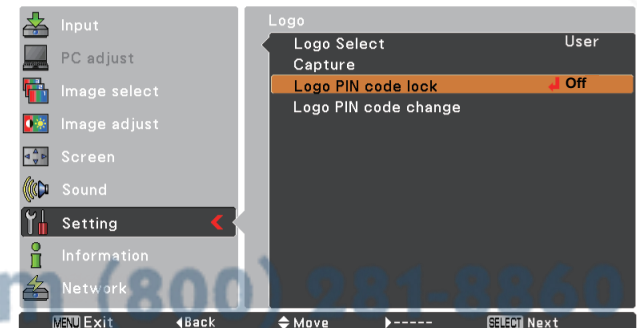 Input
PC adjust
Image select
Image adjust
Screen
Sound
Setting
Information
Network
Logo
Logo Select User
Capture
Logo PIN code lock Off
Logo PIN code change
m (800) 281-8860
MENU Exit ◀Back ◆Move ▶----- SELECT Next